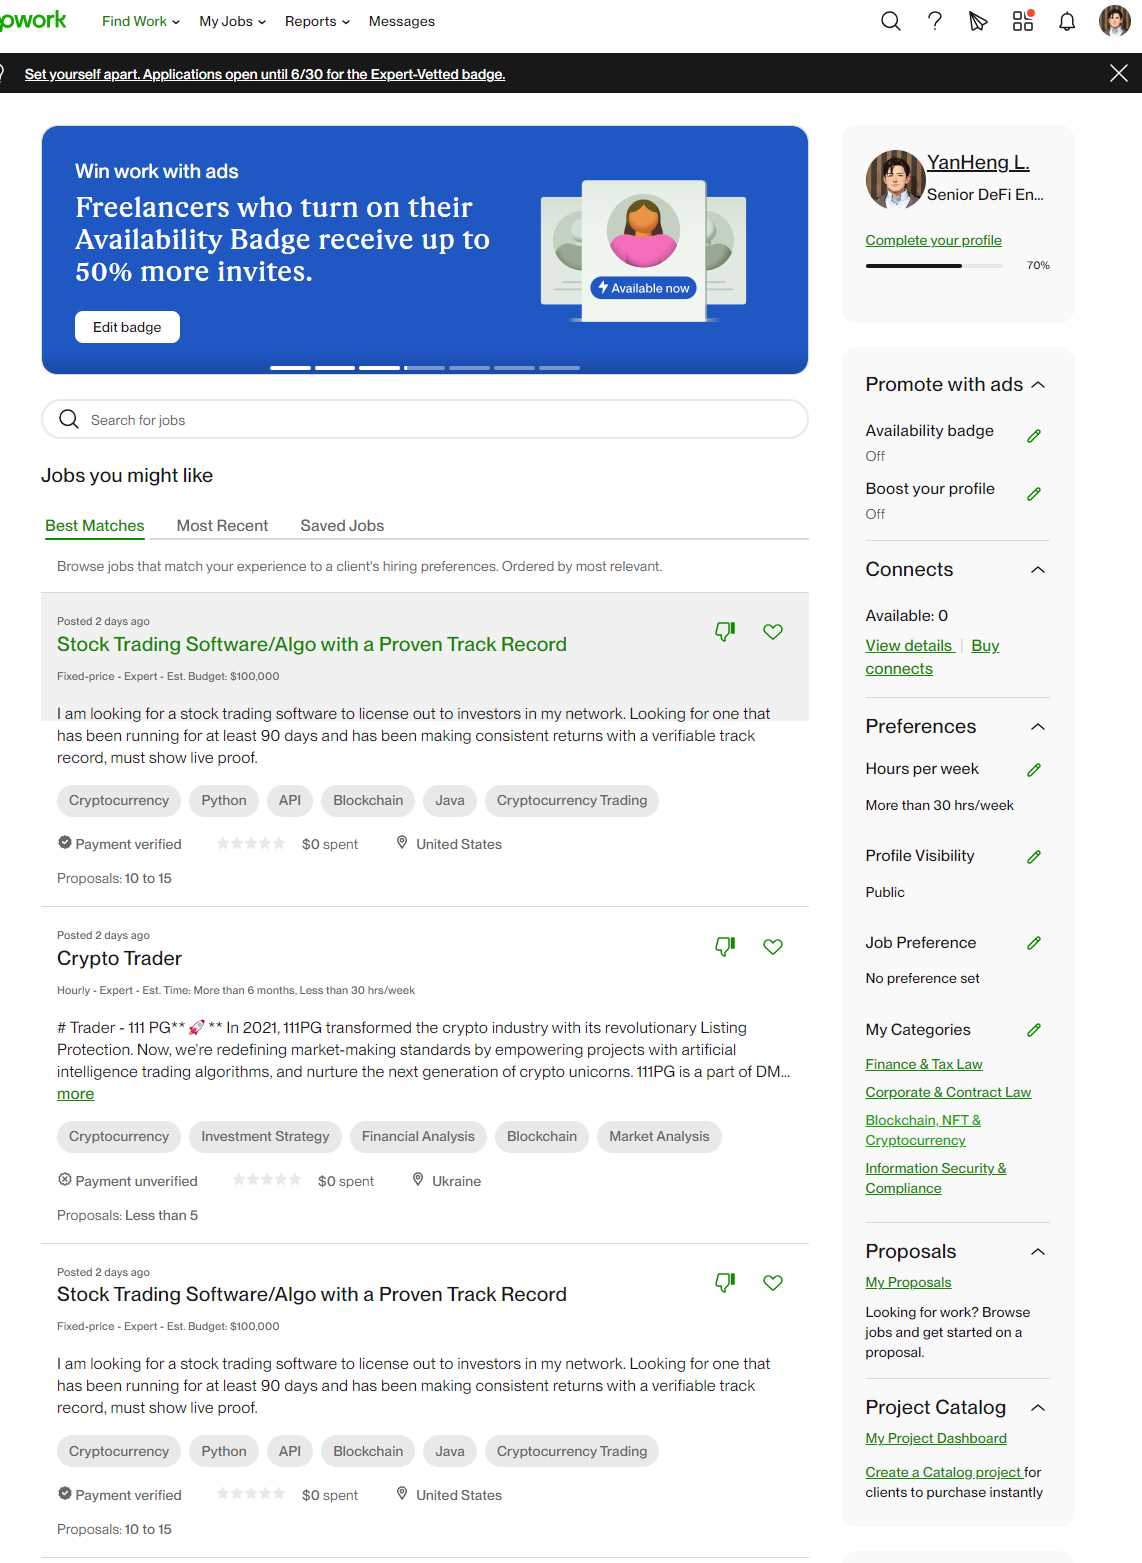 pwork
Find Work
My Jobs
Reports
Messages
Set yourself apart. Applications open until 6/30 for the Expert-Vetted badge.
Win work with ads
Freelancers who turn on their
Availability Badge receive up to
50% more invites.
Available now
Edit badge
Search for jobs
Jobs you might like
Best Matches
Most Recent
Saved Jobs
Browse jobs that match your experience to a client's hiring preferences. Ordered by most relevant.
Posted 2 days ago
Stock Trading Software/Algo with a Proven Track Record
Fixed-price - Expert - Est. Budget: $100,000
I am looking for a stock trading software to license out to investors in my network. Looking for one that
has been running for at least 90 days and has been making consistent returns with a verifiable track
record, must show live proof.
Cryptocurrency
Python
API
Blockchain
Java
Cryptocurrency Trading
Payment verified
$0 spent
United States
Proposals: 10 to 15
Posted 2 days ago
Crypto Trader
Hourly - Expert - Est. Time: More than 6 months, Less than 30 hrs/week
# Trader - 111 PG** 🚀 ** In 2021, 111PG transformed the crypto industry with its revolutionary Listing
Protection. Now, we're redefining market-making standards by empowering projects with artificial
intelligence trading algorithms, and nurture the next generation of crypto unicorns. 111PG is a part of DM...
more
Cryptocurrency
Investment Strategy
Financial Analysis
Blockchain
Market Analysis
Payment unverified
$0 spent
Ukraine
Proposals: Less than 5
Posted 2 days ago
Stock Trading Software/Algo with a Proven Track Record
Fixed-price - Expert - Est. Budget: $100,000
I am looking for a stock trading software to license out to investors in my network. Looking for one that
has been running for at least 90 days and has been making consistent returns with a verifiable track
record, must show live proof.
Cryptocurrency
Python
API
Blockchain
Java
Cryptocurrency Trading
Payment verified
$0 spent
United States
Proposals: 10 to 15
YanHeng L.
Senior DeFi En...
Complete your profile
70%
Promote with ads
Availability badge
Off
Boost your profile
Off
Connects
Available: 0
View details | Buy
connects
Preferences
Hours per week
More than 30 hrs/week
Profile Visibility
Public
Job Preference
No preference set
My Categories
Finance & Tax Law
Corporate & Contract Law
Blockchain, NFT &
Cryptocurrency
Information Security &
Compliance
Proposals
My Proposals
Looking for work? Browse
jobs and get started on a
proposal.
Project Catalog
My Project Dashboard
Create a Catalog project for
clients to purchase instantly